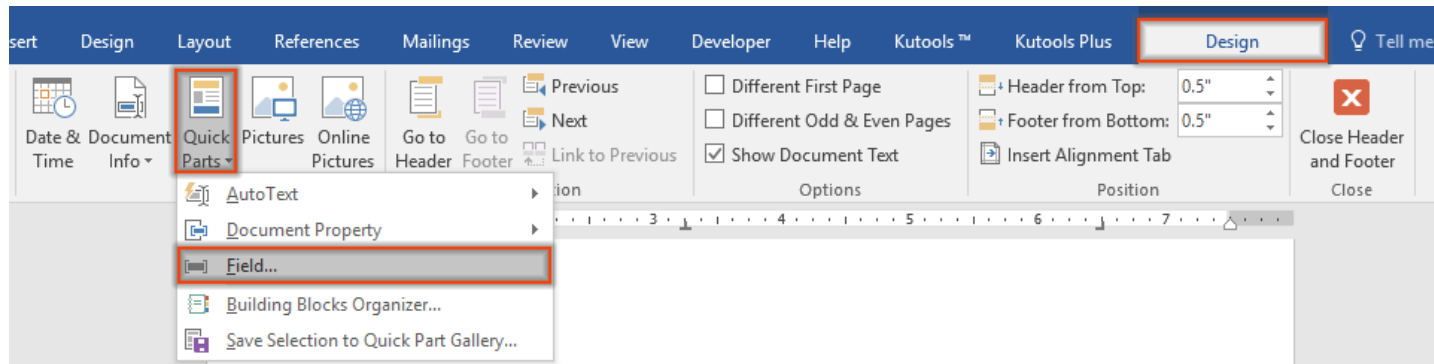 sert Design Layout References Mailings Review View Developer Help Kutools ™ Kutools Plus Design Tell me
Date & Time
Document Info
Quick Parts
Pictures
Online Pictures
Go to Header
Go to Footer
Previous
Next
Link to Previous
Different First Page
Different Odd & Even Pages
Show Document Text
Header from Top: 0.5"
Footer from Bottom: 0.5"
Insert Alignment Tab
Close Header and Footer
ion Options Position Close
AutoText
Document Property
Field...
Building Blocks Organizer...
Save Selection to Quick Part Gallery...
3 4 5 6 7